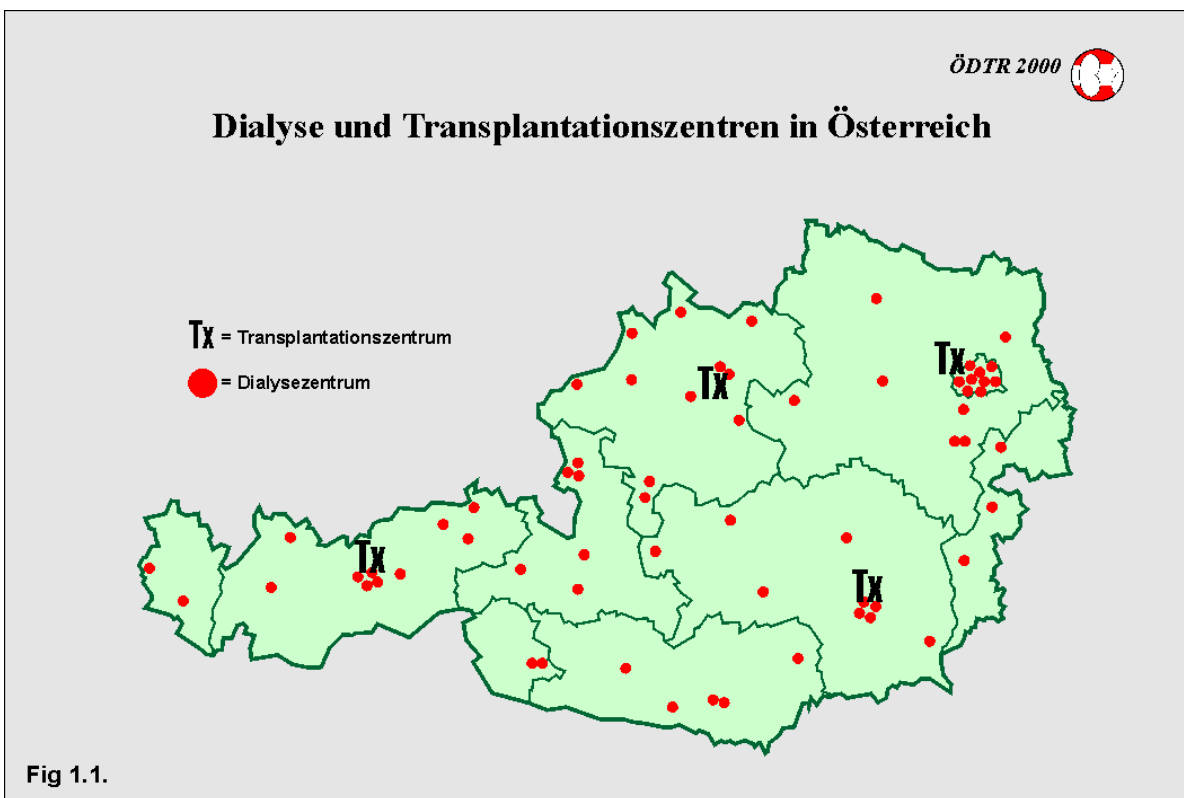 ÖDTR 2000
Dialyse und Transplantationszentren in Österreich
Tx = Transplantationszentrum
= Dialysezentrum
Tx
Tx
Tx
Tx
Fig 1.1.